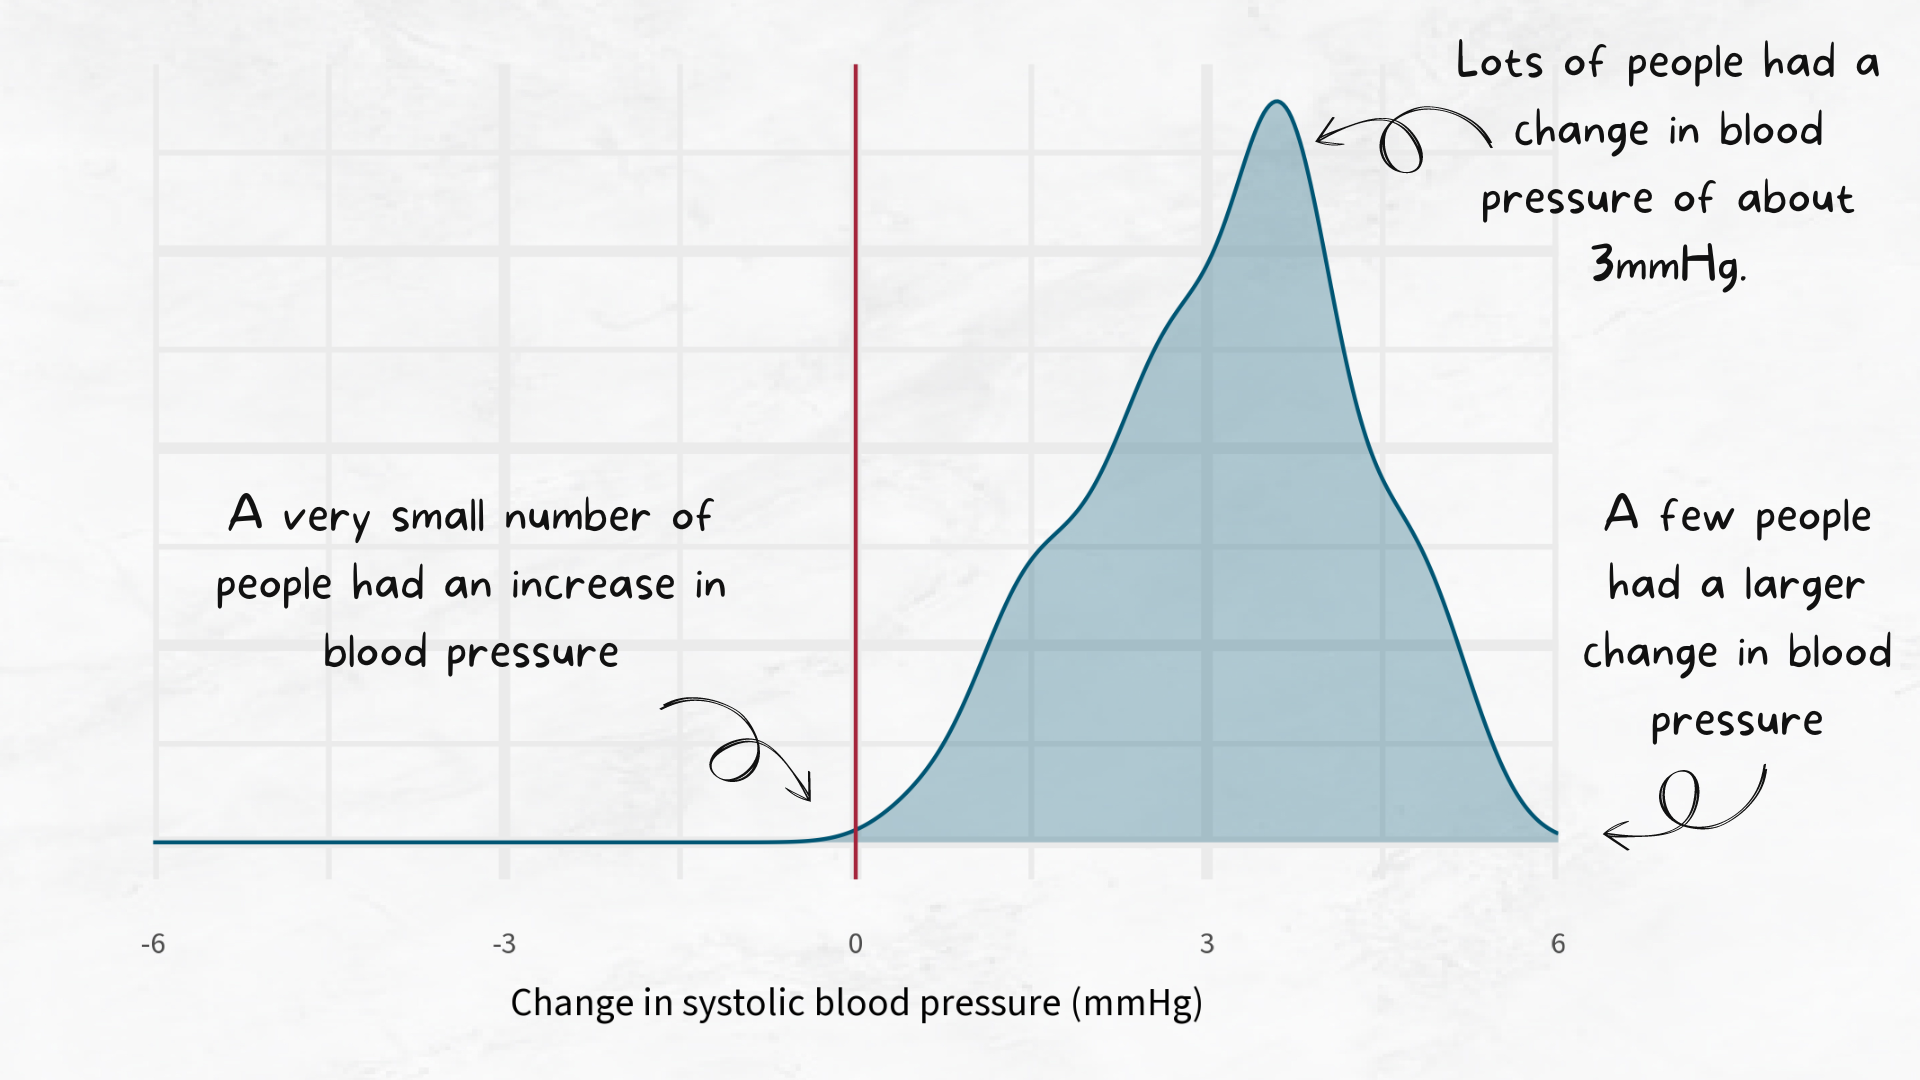 Lots of people had a
change in blood
pressure of about
3mmHg.
A very small number of
people had an increase in
blood pressure
A few people
had a larger
change in blood
pressure
-6 -3 0 3 6
Change in systolic blood pressure (mmHg)